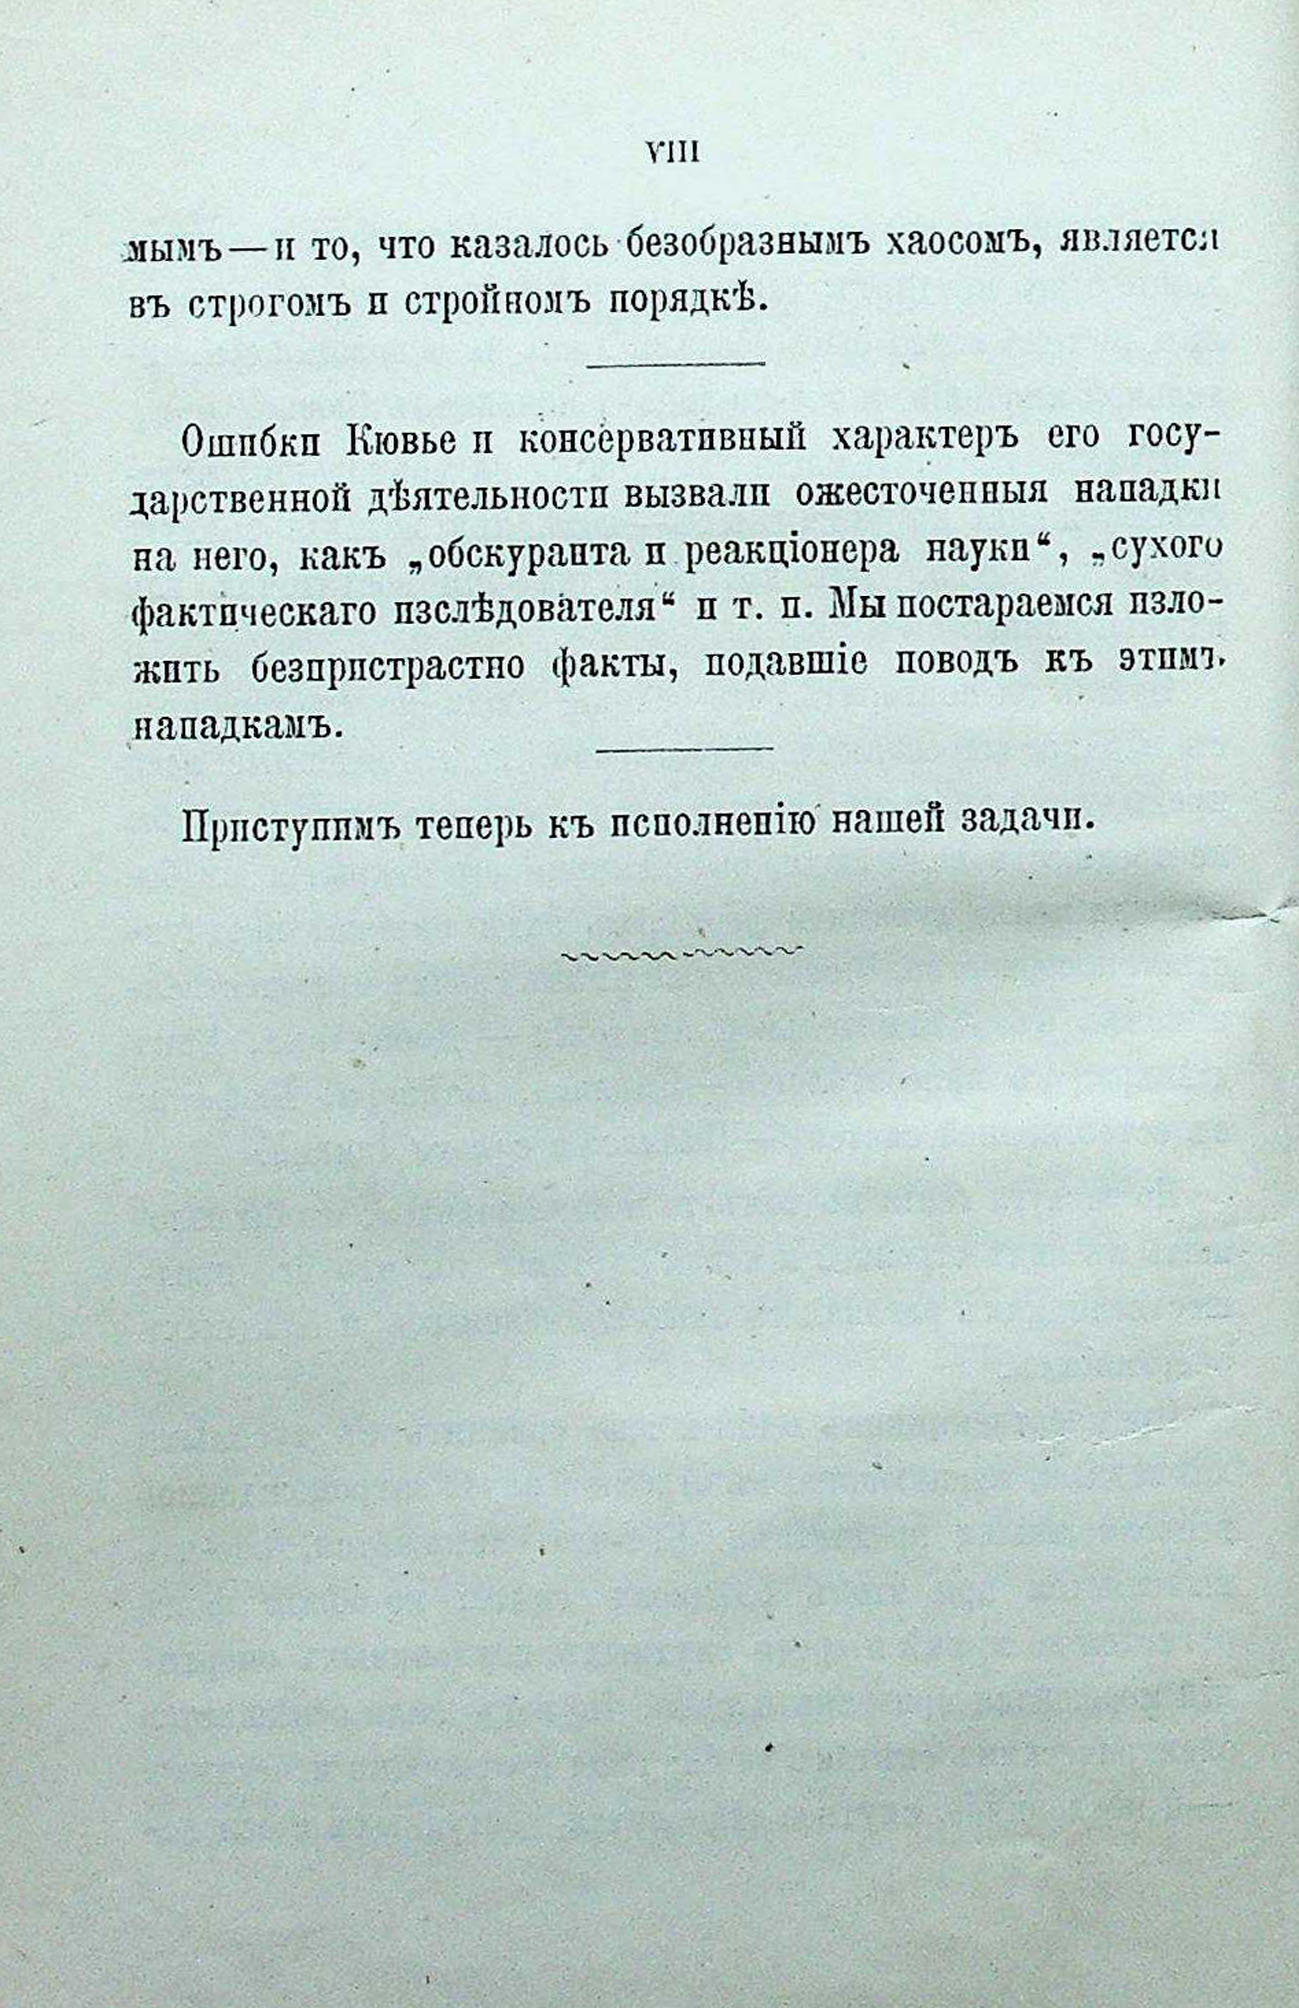 VIII
мымъ — и то, что казалось безобразнымъ хаосомъ, является
въ строгомъ и стройномъ порядкѣ.
Ошибки Кювье и консервативный характеръ его госу-
дарственной дѣятельности вызвали ожесточенныя нападки
на него, какъ „обскуранта и реакціонера науки“, „сухого
фактическаго изслѣдователя“ и т. п. Мы постараемся изло-
жить безпристрастно факты, подавшіе поводъ къ этимъ
нападкамъ.
Приступимъ теперь къ исполненію нашей задачи.